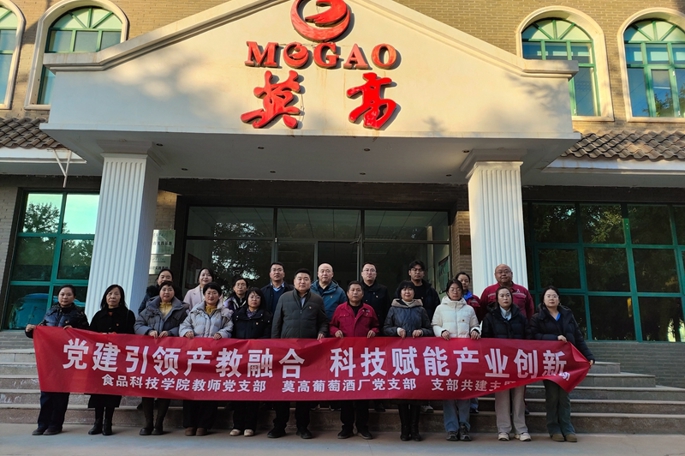 MOGAO
莫高
党建引领产教融合 科技赋能产业创新
食品科技学院教师党支部 莫高葡萄酒厂党支部 支部共建主